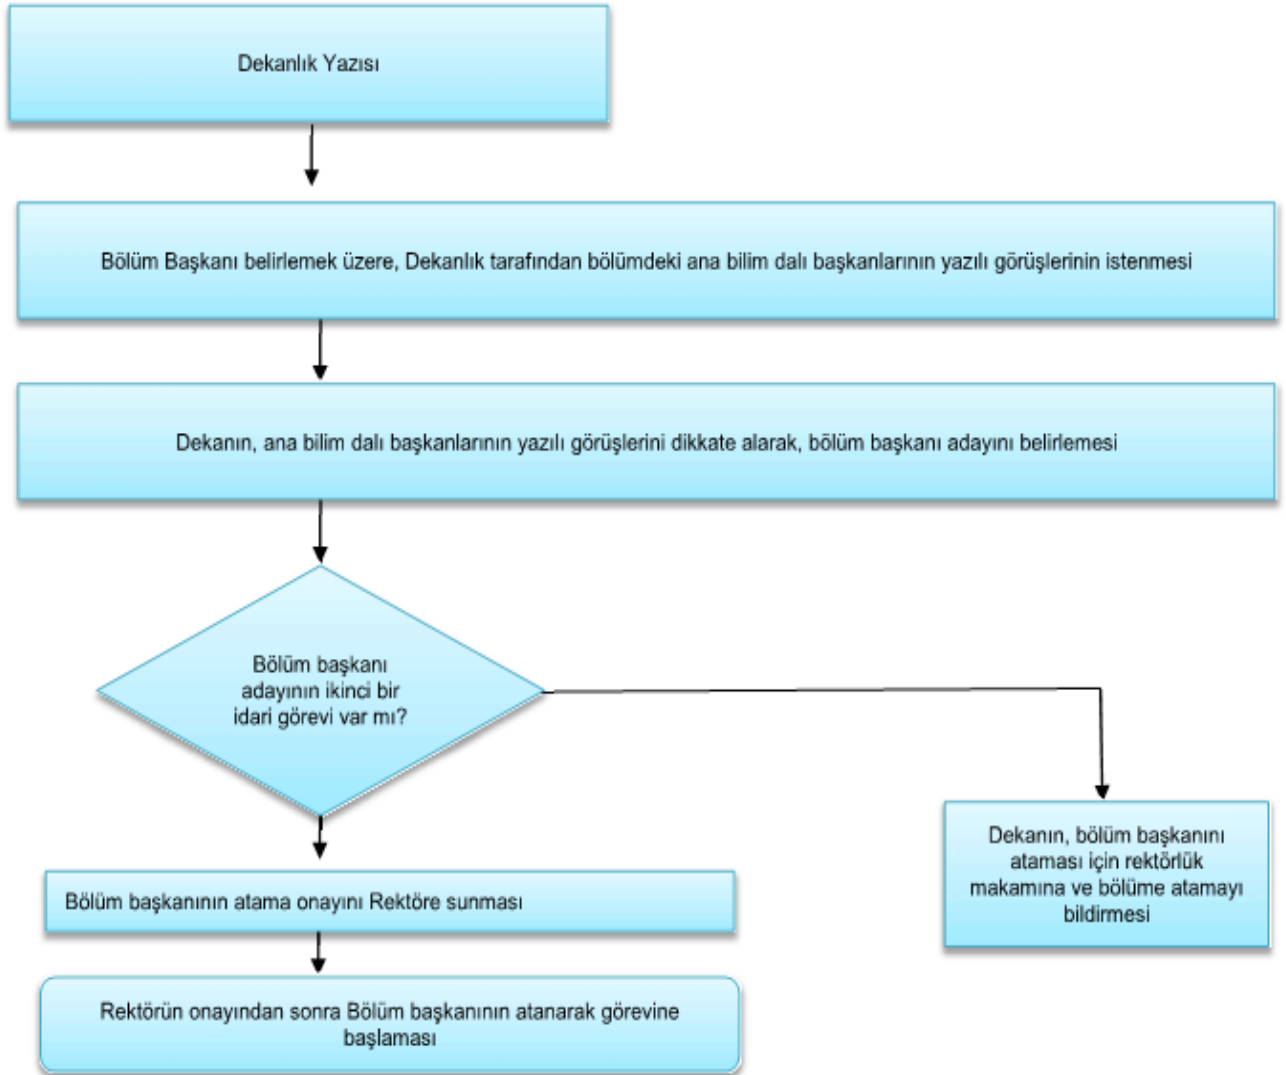 Dekanlık Yazısı
Bölüm Başkanı belirlemek üzere, Dekanlık tarafından bölümdeki ana bilim dalı başkanlarının yazılı görüşlerinin istenmesi
Dekanın, ana bilim dalı başkanlarının yazılı görüşlerini dikkate alarak, bölüm başkanı adayını belirlemesi
Bölüm başkanı
adayının ikinci bir
idari görevi var mı?
Dekanın, bölüm başkanını
ataması için rektörlük
makamına ve bölüme atamayı
bildirmesi
Bölüm başkanının atama onayını Rektöre sunması
Rektörün onayından sonra Bölüm başkanının atanarak görevine
başlaması